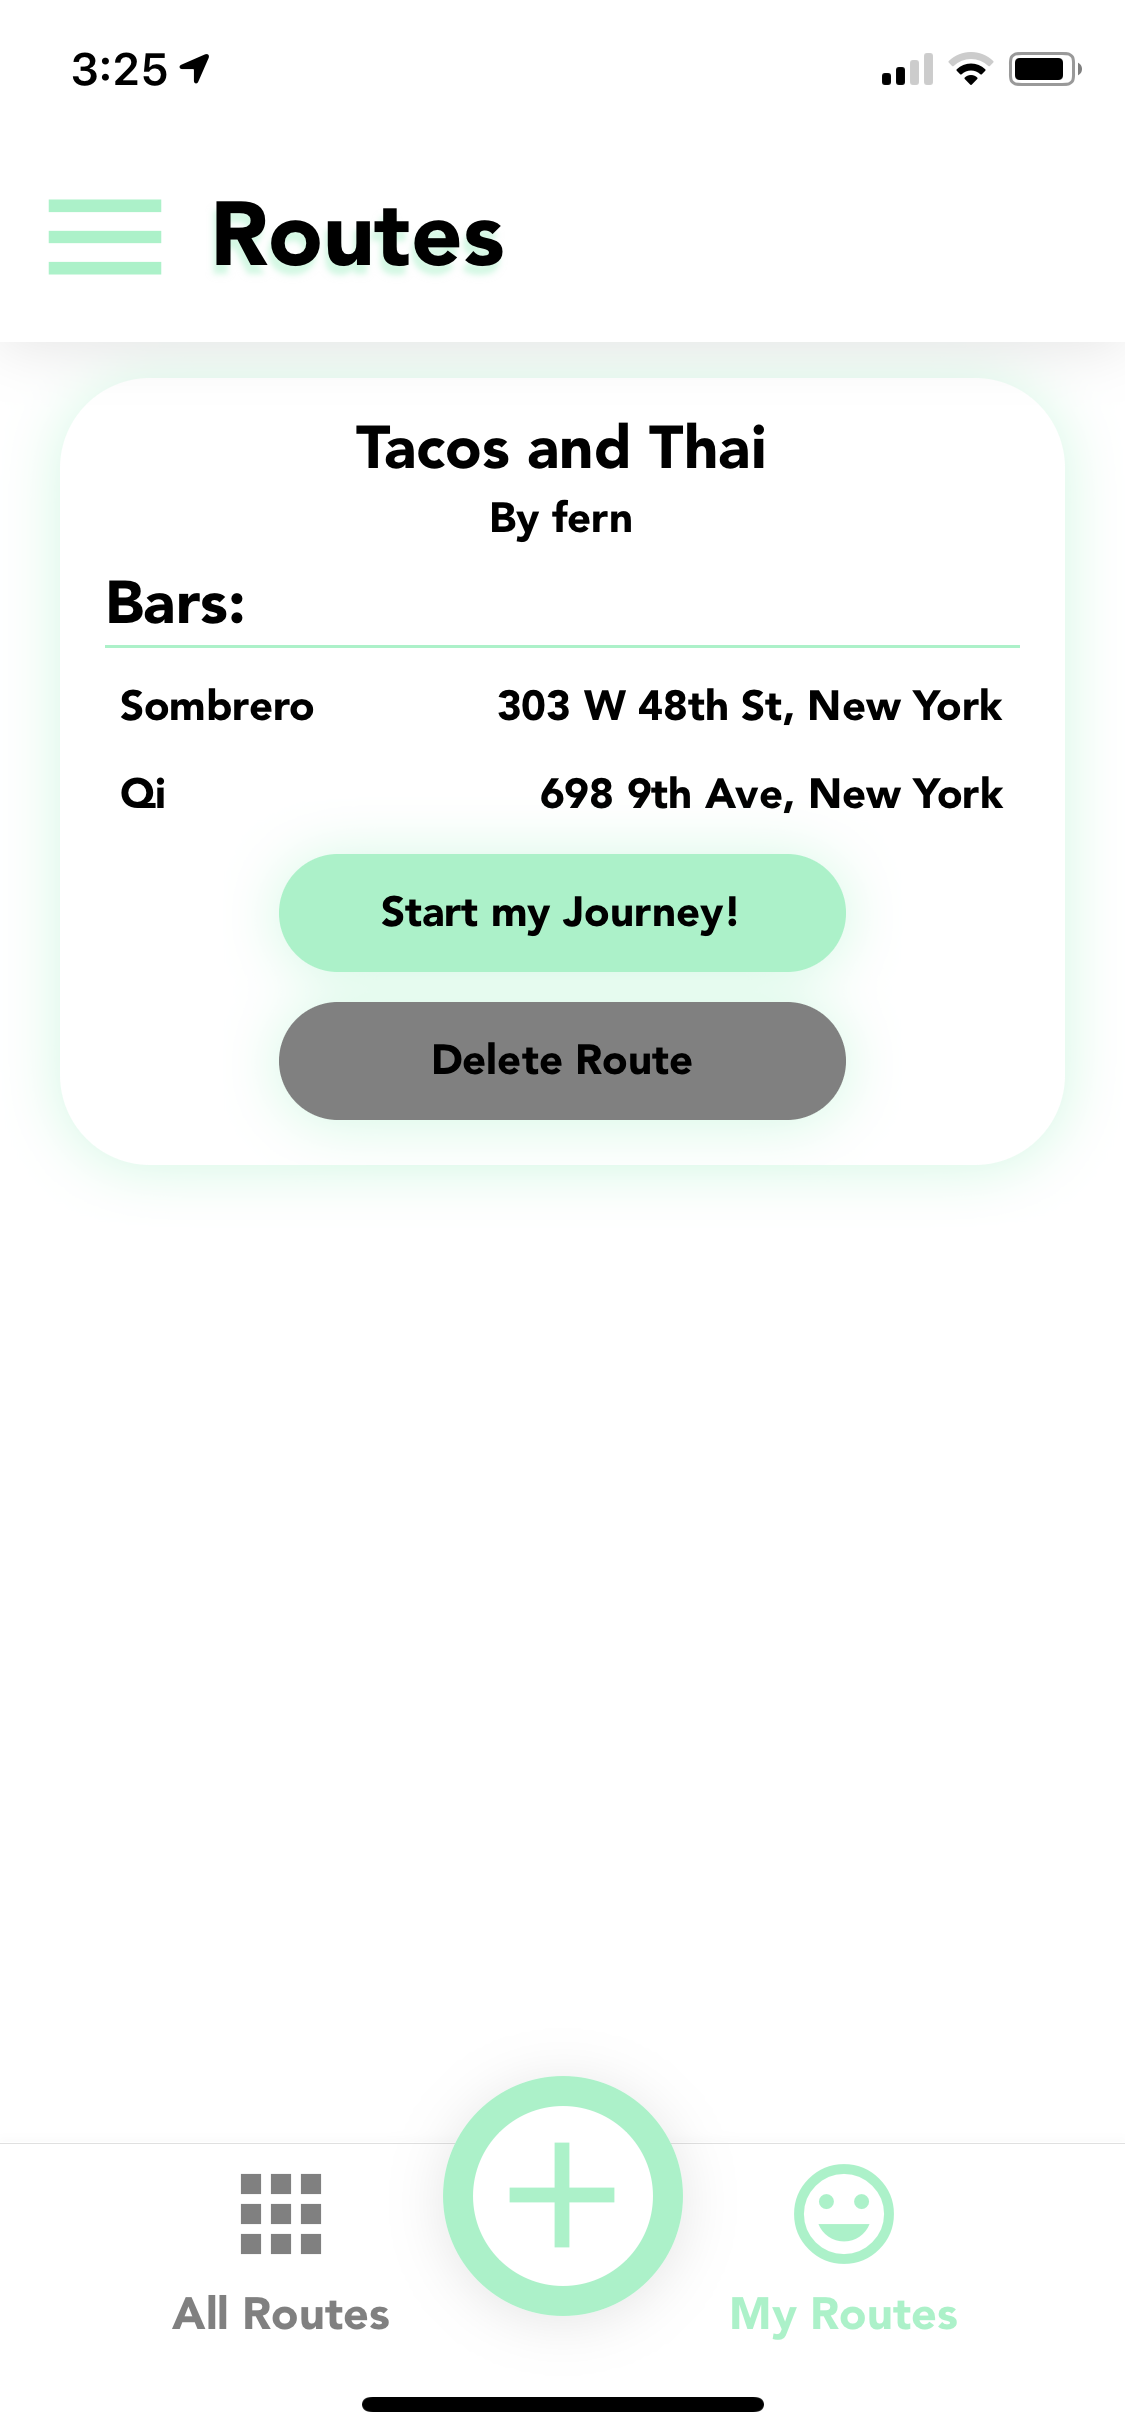 3:25
Routes
Tacos and Thai
By fern
Bars:
Sombrero 303 W 48th St, New York
Qi 698 9th Ave, New York
Start my Journey!
Delete Route
All Routes My Routes